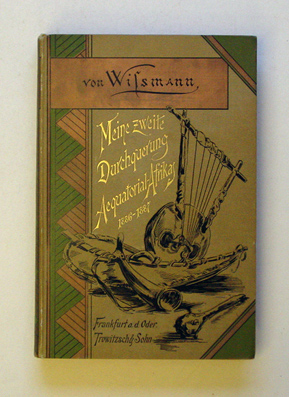 von Wissmann
Meine zweite
Durchquerung
Aequatorial-Afrikas
1886-1887
Frankfurt a. d. Oder.
Trowitzsch & Sohn